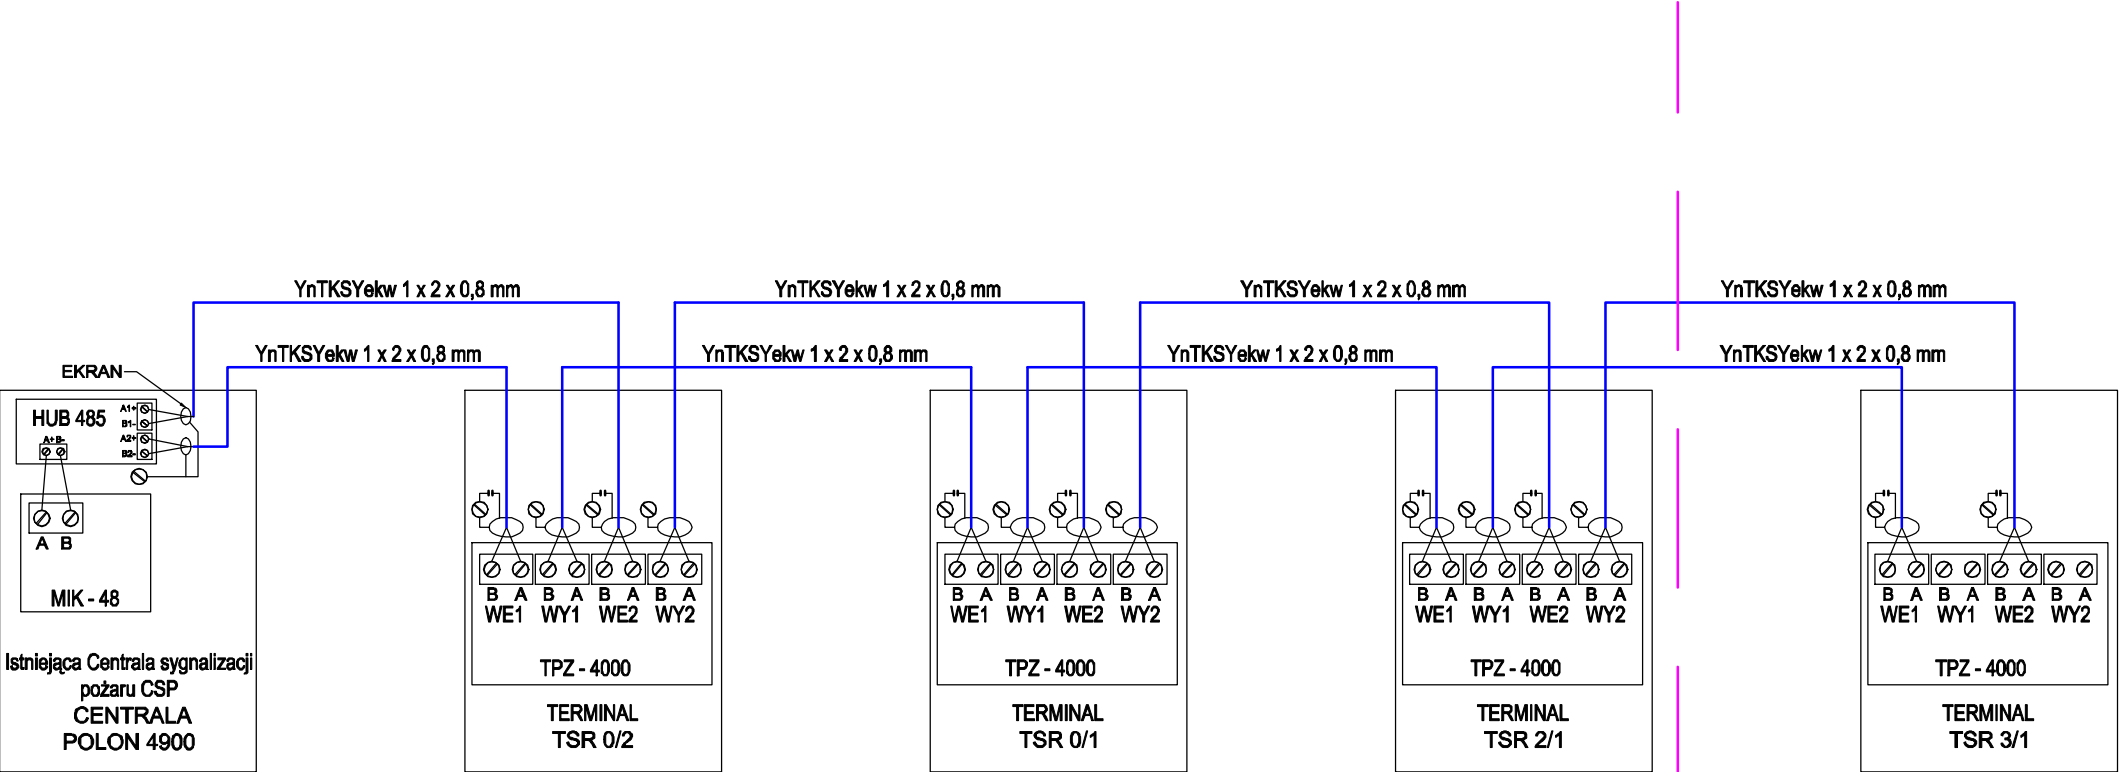 YnTKSYekw 1 x 2 x 0,8 mm
YnTKSYekw 1 x 2 x 0,8 mm
YnTKSYekw 1 x 2 x 0,8 mm
YnTKSYekw 1 x 2 x 0,8 mm
YnTKSYekw 1 x 2 x 0,8 mm
YnTKSYekw 1 x 2 x 0,8 mm
YnTKSYekw 1 x 2 x 0,8 mm
YnTKSYekw 1 x 2 x 0,8 mm
EKRAN
HUB 485
A1+
B1-
A2+
B2-
A+ B-
A B
MIK - 48
Istniejąca Centrala sygnalizacji
pożaru CSP
CENTRALA
POLON 4900
B A B A B A B A
WE1 WY1 WE2 WY2
TPZ - 4000
TERMINAL
TSR 0/2
B A B A B A B A
WE1 WY1 WE2 WY2
TPZ - 4000
TERMINAL
TSR 0/1
B A B A B A B A
WE1 WY1 WE2 WY2
TPZ - 4000
TERMINAL
TSR 2/1
B A B A B A B A
WE1 WY1 WE2 WY2
TPZ - 4000
TERMINAL
TSR 3/1